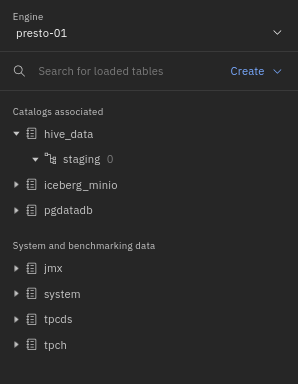 Engine
presto-01
Search for loaded tables Create
Catalogs associated
hive_data
staging 0
iceberg_minio
pgdatadb
System and benchmarking data
jmx
system
tpcds
tpch